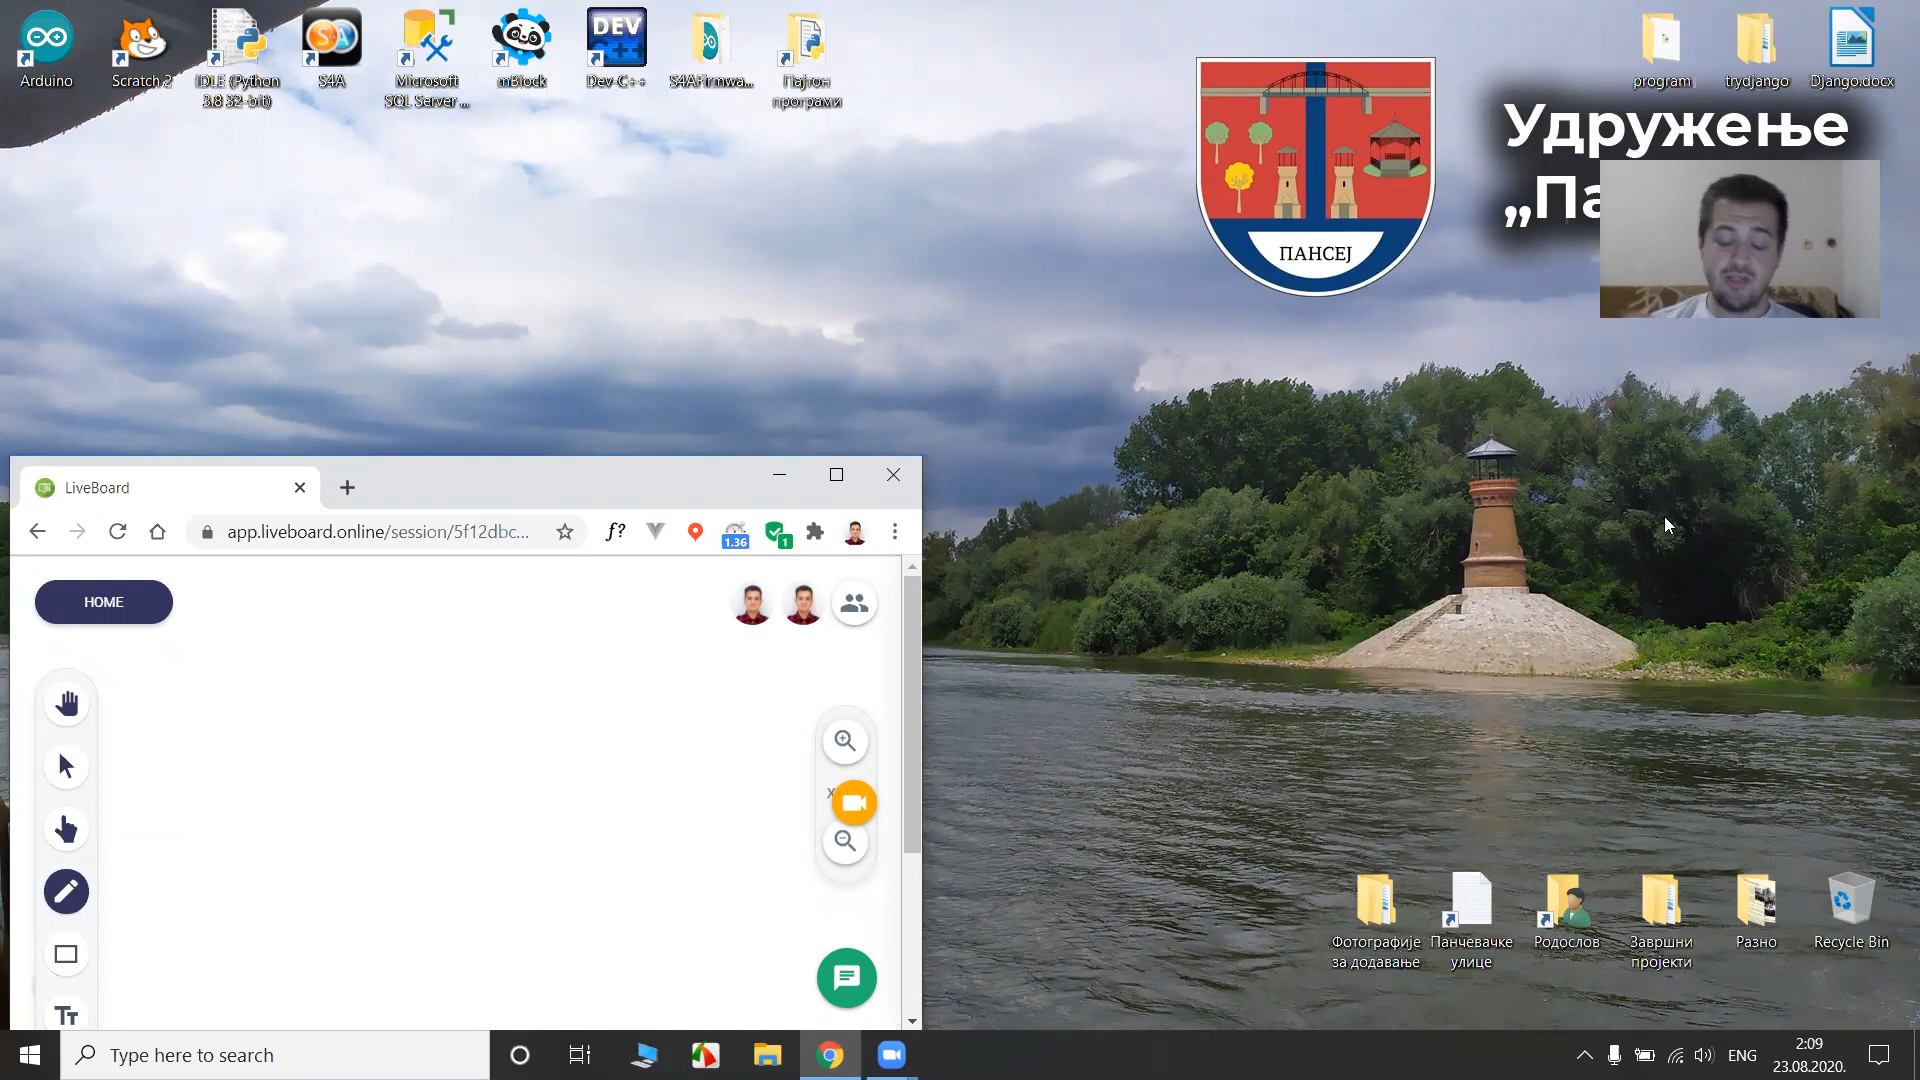 Arduino
Scratch 2
IDLE (Python
3.8 32-bit)
S4A
Microsoft
SQL Server ...
mBlock
DEV
Dev-C++
S4AFirmwa...
Пајтон
програми
program
trydjango
Django.docx
Удружење
„Па
ПАНСЕЈ
LiveBoard
app.liveboard.online/session/5f12dbc...
f?
1.36
1
HOME
x
Tт
Фотографије
за додавање
Панчевачке
улице
Родослов
Завршни
пројекти
Разно
Recycle Bin
Type here to search
ENG
2:09
23.08.2020.